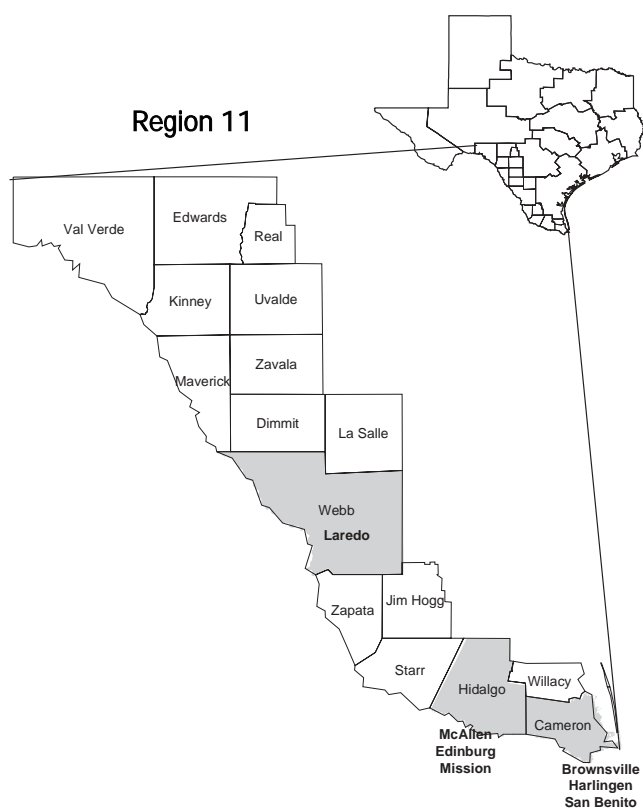 Region 11
Val Verde
Edwards
Real
Kinney
Uvalde
Maverick
Zavala
Dimmit
La Salle
Webb
Laredo
Zapata
Jim Hogg
Starr
Hidalgo
Willacy
Cameron
McAllen
Edinburg
Mission
Brownsville
Harlingen
San Benito